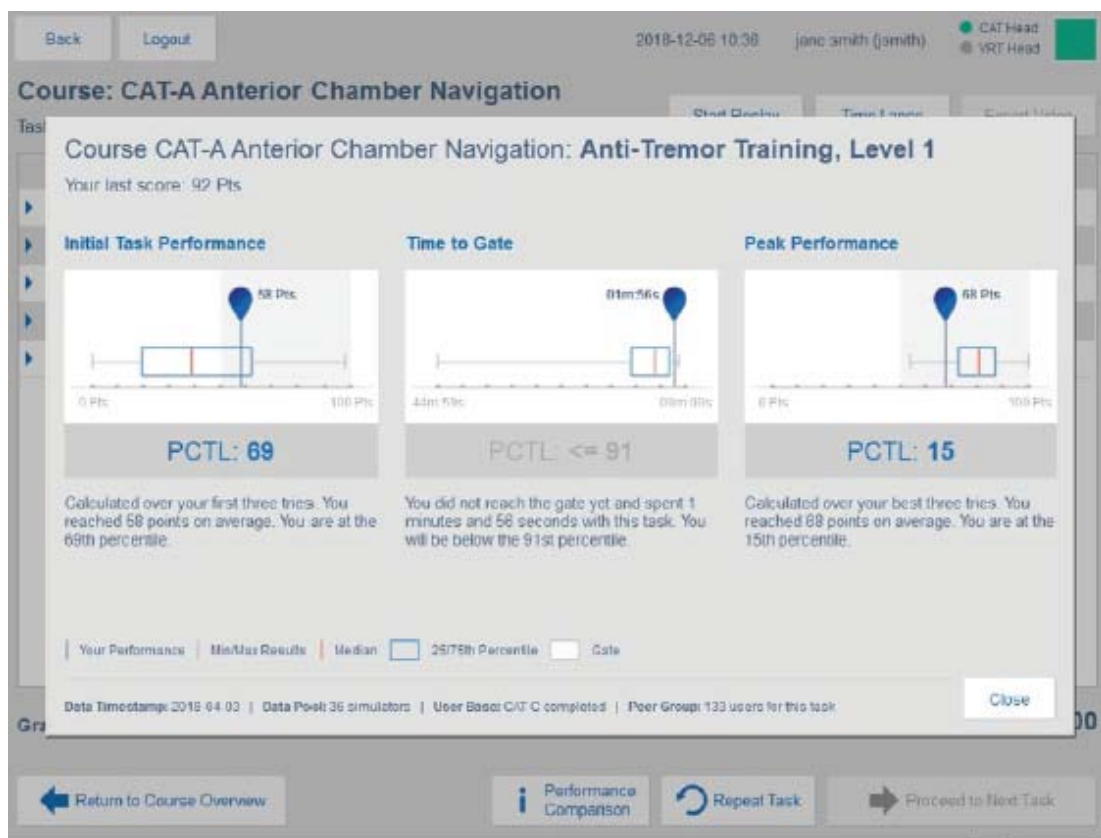 Back Logout 2018-12-06 10:36 jane smith (jsmith) CAT Head
VRT Head
Course: CAT-A Anterior Chamber Navigation
Start Replay Time Lapse Export Video
Tas
Course CAT-A Anterior Chamber Navigation: Anti-Tremor Training, Level 1
Your last score: 92 Pts
Initial Task Performance Time to Gate Peak Performance
58 Pts 01m:56s 68 Pts
0 Pts 100 Pts 44m 59s 00m 00s 0 Pts 100 Pts
PCTL: 69 PCTL: <= 91 PCTL: 15
Calculated over your first three tries. You You did not reach the gate yet and spent 1 Calculated over your best three tries. You
reached 58 points on average. You are at the minutes and 56 seconds with this task. You reached 68 points on average. You are at the
69th percentile. will be below the 91st percentile. 15th percentile.
Your Performance Min/Max Results Median 25/75th Percentile Gate
Close
Data Timestamp: 2018-04-03 | Data Pool: 36 simulators | User Base: CAT C completed | Peer Group: 133 users for this task
Gra 00
Return to Course Overview Performance Comparison Repeat Task Proceed to Next Task